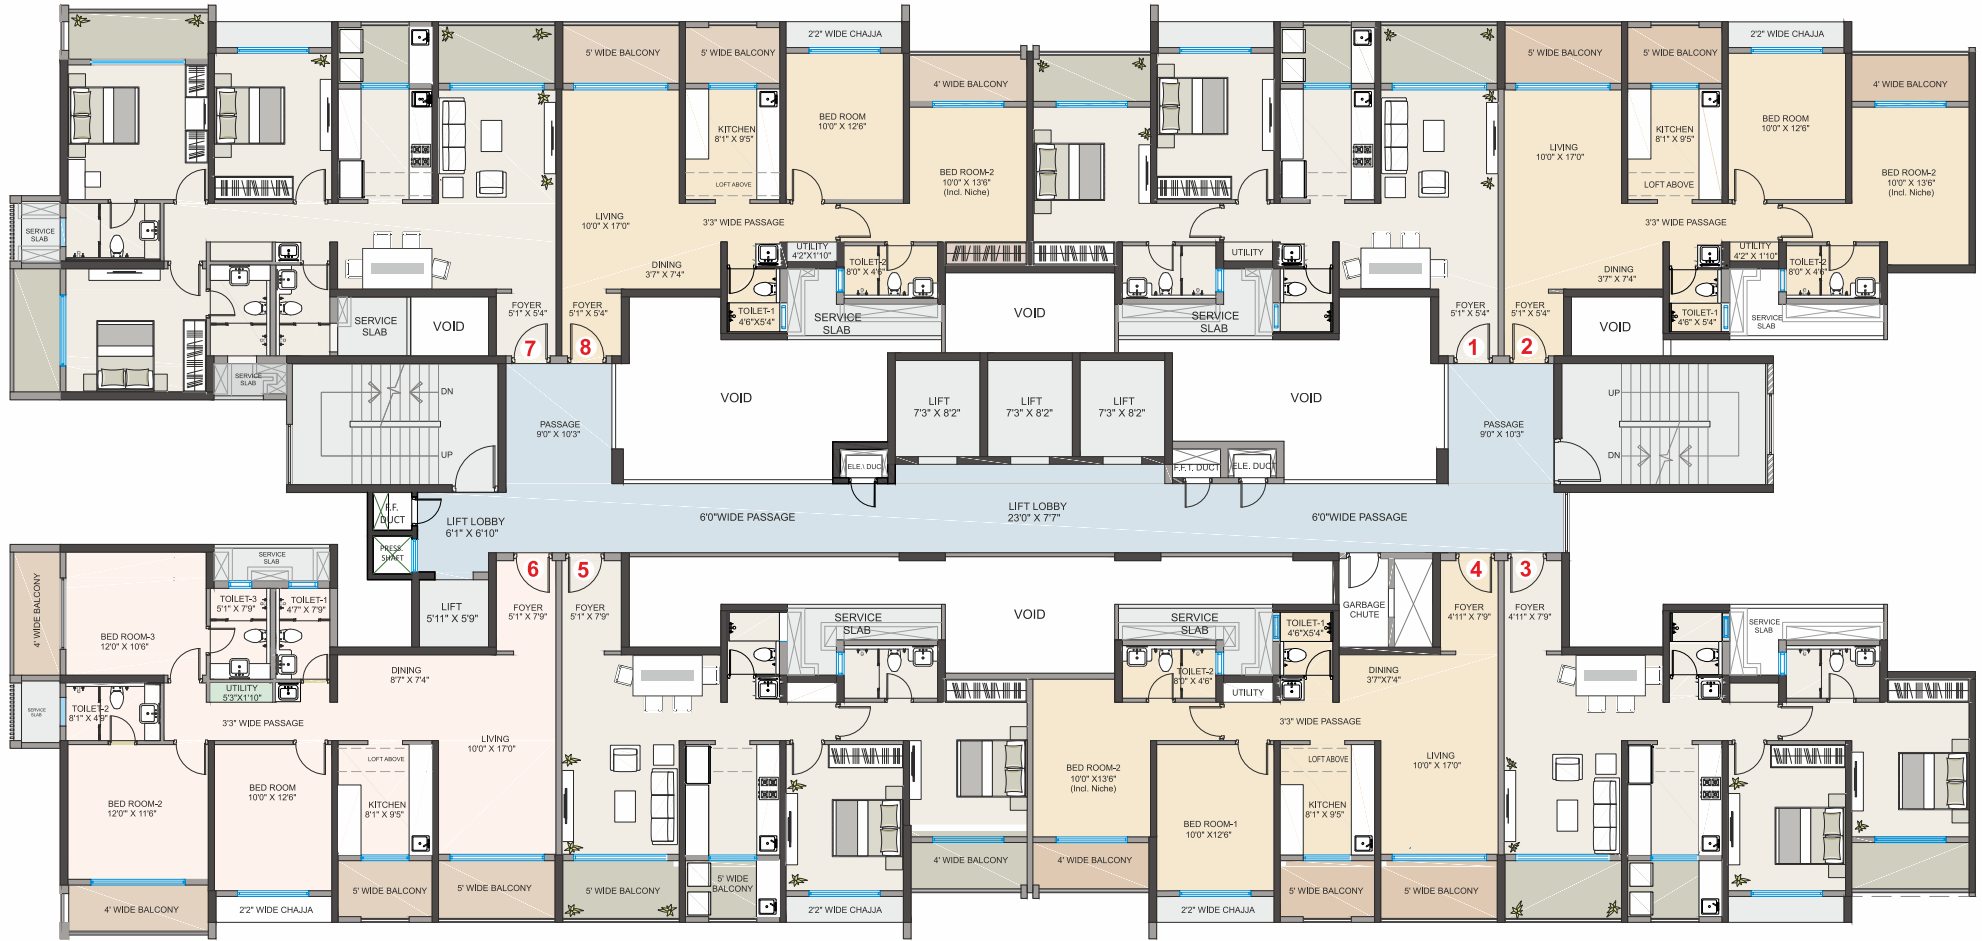 5' WIDE BALCONY
5' WIDE BALCONY
2'2" WIDE CHAJJA
4' WIDE BALCONY
5' WIDE BALCONY
5' WIDE BALCONY
2'2" WIDE CHAJJA
4' WIDE BALCONY
KITCHEN
8'1" X 9'5"
BED ROOM
10'0" X 12'6"
LOFT ABOVE
BED ROOM-2
10'0" X 13'6"
(Incl. Niche)
LIVING
10'0" X 17'0"
3'3" WIDE PASSAGE
KITCHEN
8'1" X 9'5"
BED ROOM
10'0" X 12'6"
LIVING
10'0" X 17'0"
LOFT ABOVE
BED ROOM-2
10'0" X 13'6"
(Incl. Niche)
3'3" WIDE PASSAGE
SERVICE
SLAB
UTILITY
4'2"X1'10"
TOILET-2
8'0" X 4'6"
DINING
3'7" X 7'4"
UTILITY
UTILITY
4'2" X 1'10"
TOILET-2
8'0" X 4'6"
DINING
3'7" X 7'4"
SERVICE
SLAB
VOID
FOYER
5'1" X 5'4"
FOYER
5'1" X 5'4"
TOILET-1
4'6"X5'4"
SERVICE
SLAB
VOID
SERVICE
SLAB
FOYER
5'1" X 5'4"
FOYER
5'1" X 5'4"
VOID
TOILET-1
4'6" X 5'4"
SERVICE
SLAB
7
8
1
2
SERVICE
SLAB
DN
UP
VOID
LIFT
7'3" X 8'2"
LIFT
7'3" X 8'2"
LIFT
7'3" X 8'2"
VOID
UP
DN
PASSAGE
9'0" X 10'3"
PASSAGE
9'0" X 10'3"
ELE. DUC
F.F.T. DUCT
ELE. DUCT
F.F.
DUCT
LIFT LOBBY
6'1" X 6'10"
6'0"WIDE PASSAGE
LIFT LOBBY
23'0" X 7'7"
6'0"WIDE PASSAGE
PRESS.
SHAFT
6
5
4
3
4' WIDE BALCONY
SERVICE
SLAB
TOILET-3
5'1" X 7'9"
TOILET-1
4'7" X 7'9"
LIFT
5'11" X 5'9"
FOYER
5'1" X 7'9"
FOYER
5'1" X 7'9"
SERVICE
SLAB
VOID
SERVICE
SLAB
TOILET-1
4'6"X5'4"
GARBAGE
CHUTE
FOYER
4'11" X 7'9"
FOYER
4'11" X 7'9"
SERVICE
SLAB
BED ROOM-3
12'0" X 10'6"
DINING
8'7" X 7'4"
TOILET-2
8'0" X 4'6"
DINING
3'7"X7'4"
UTILITY
5'3"X1'10"
UTILITY
SERVICE
SLAB
TOILET-2
8'1" X 4'9"
3'3" WIDE PASSAGE
3'3" WIDE PASSAGE
LIVING
10'0" X 17'0"
LIVING
10'0" X 17'0"
LOFT ABOVE
LOFT ABOVE
BED ROOM-2
10'0" X13'6"
(Incl. Niche)
BED ROOM-2
12'0" X 11'6"
BED ROOM
10'0" X 12'6"
KITCHEN
8'1" X 9'5"
KITCHEN
8'1" X 9'5"
BED ROOM-1
10'0" X12'6"
4' WIDE BALCONY
4' WIDE BALCONY
5' WIDE BALCONY
5' WIDE BALCONY
5' WIDE BALCONY
5' WIDE
BALCONY
5' WIDE BALCONY
5' WIDE BALCONY
4' WIDE BALCONY
2'2" WIDE CHAJJA
2'2" WIDE CHAJJA
2'2" WIDE CHAJJA